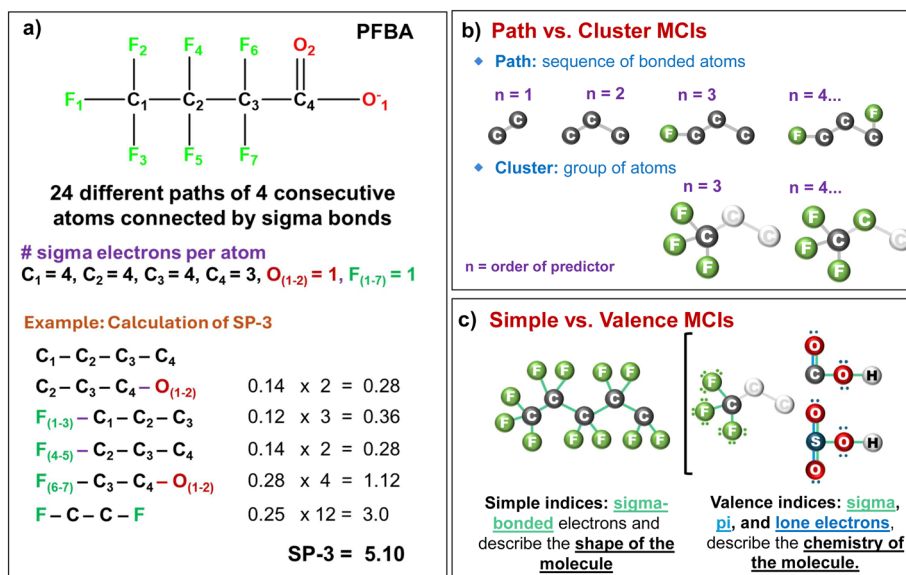 a)
PFBA
F2 F4 F6 O2
F1 C1 C2 C3 C4 O-1
F3 F5 F7
24 different paths of 4 consecutive
atoms connected by sigma bonds
# sigma electrons per atom
C1 = 4, C2 = 4, C3 = 4, C4 = 3, O(1-2) = 1, F(1-7) = 1
Example: Calculation of SP-3
C1 – C2 – C3 – C4
C2 – C3 – C4 – O(1-2) 0.14 x 2 = 0.28
F(1-3) – C1 – C2 – C3 0.12 x 3 = 0.36
F(4-5) – C2 – C3 – C4 0.14 x 2 = 0.28
F(6-7) – C3 – C4 – O(1-2) 0.28 x 4 = 1.12
F – C – C – F 0.25 x 12 = 3.0
SP-3 = 5.10
b) Path vs. Cluster MCIs
Path: sequence of bonded atoms
n = 1 n = 2 n = 3 n = 4...
C C C C C F C C C F C C C F
Cluster: group of atoms
n = 3 n = 4...
F F F C C C F F F C C C
n = order of predictor
c) Simple vs. Valence MCIs
F F F F F F F F F F F F F C C C C C C
F F F C C C
O C O H
O S O O H
Simple indices: sigma-
bonded electrons and
describe the shape of the
molecule
Valence indices: sigma,
pi, and lone electrons,
describe the chemistry of
the molecule.